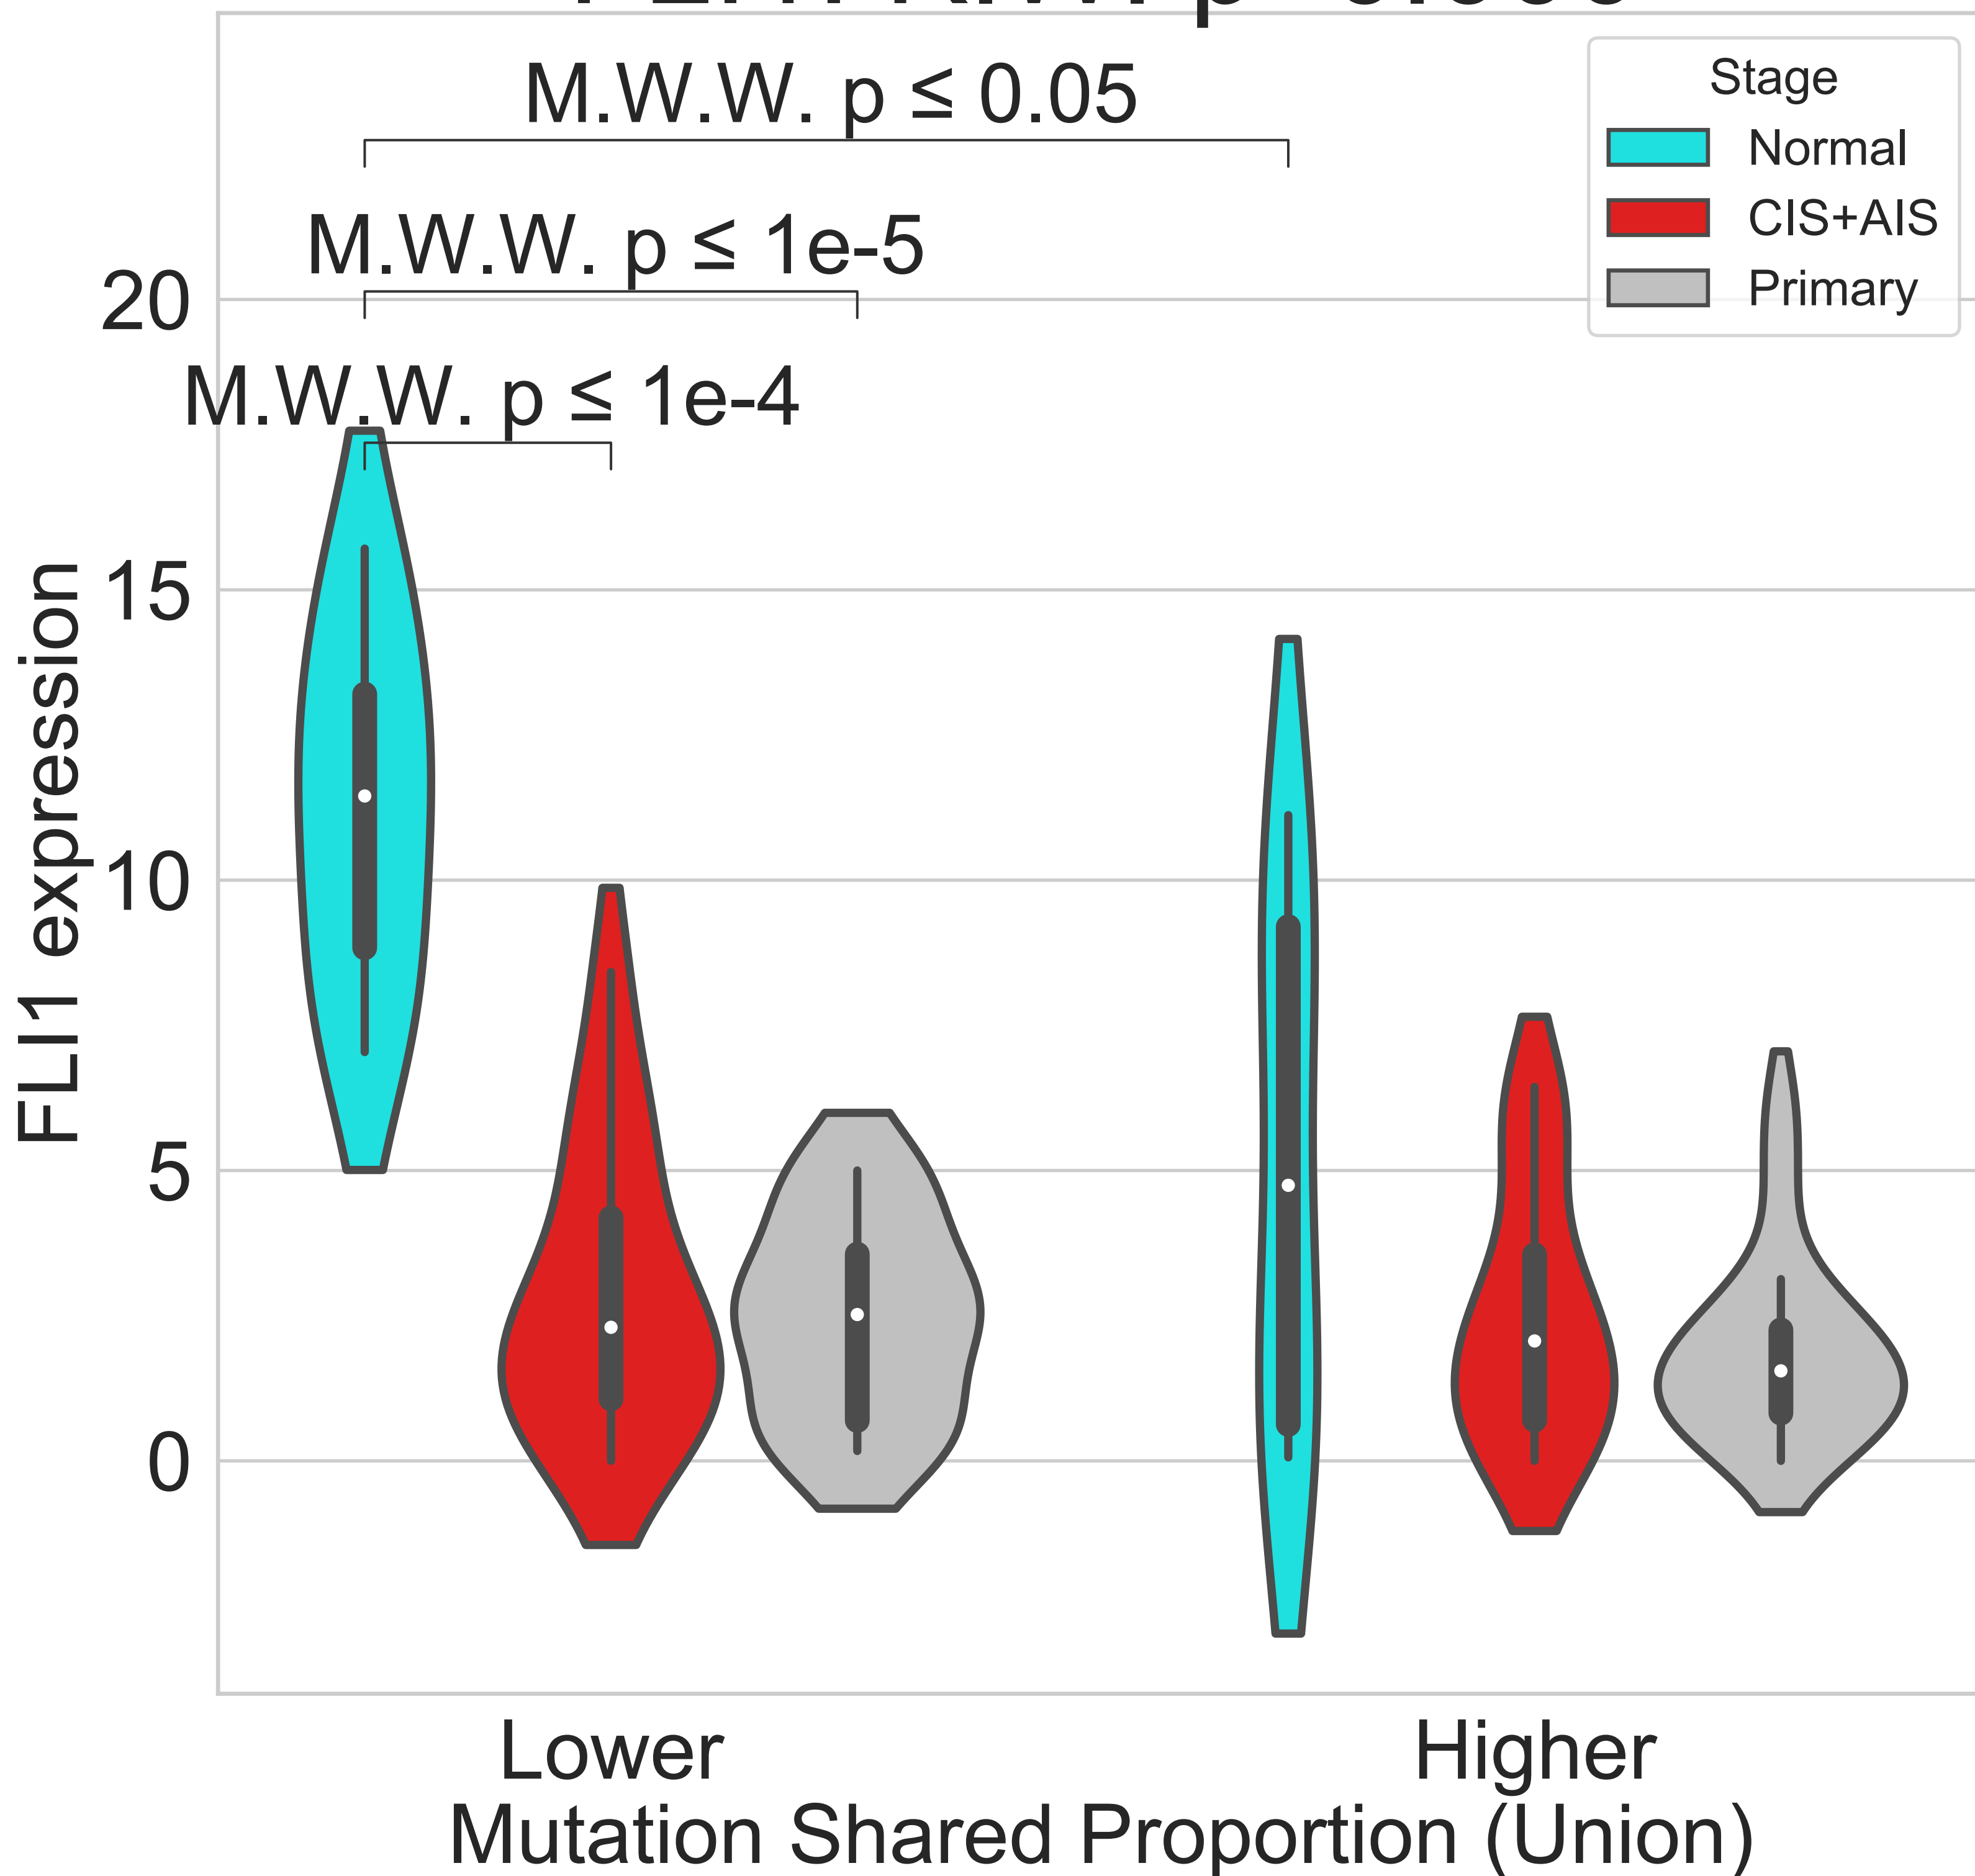 M.W.W. p ≤ 0.05
M.W.W. p ≤ 1e-5
M.W.W. p ≤ 1e-4
Stage
Normal
CIS+AIS
Primary
20
15
10
5
0
FLI1 expression
Lower
Higher
Mutation Shared Proportion (Union)